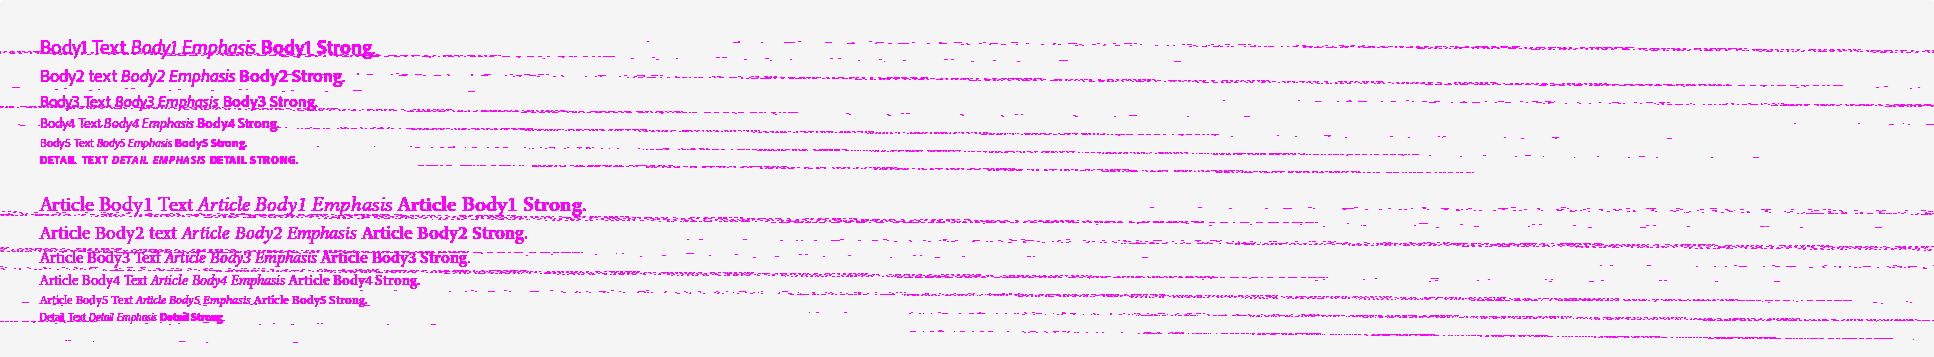 Body1 Text Body1 Emphasis Body1 Strong.
Body2 text Body2 Emphasis Body2 Strong.
Body3 Text Body3 Emphasis Body3 Strong.
Body4 Text Body4 Emphasis Body4 Strong.
Body5 Text Body5 Emphasis Body5 Strong.
DETAIL TEXT DETAIL EMPHASIS DETAIL STRONG.
Article Body1 Text Article Body1 Emphasis Article Body1 Strong.
Article Body2 text Article Body2 Emphasis Article Body2 Strong.
Article Body3 Text Article Body3 Emphasis Article Body3 Strong.
Article Body4 Text Article Body4 Emphasis Article Body4 Strong.
Article Body5 Text Article Body5 Emphasis Article Body5 Strong.
Detail Text Detail Emphasis Detail Strong.